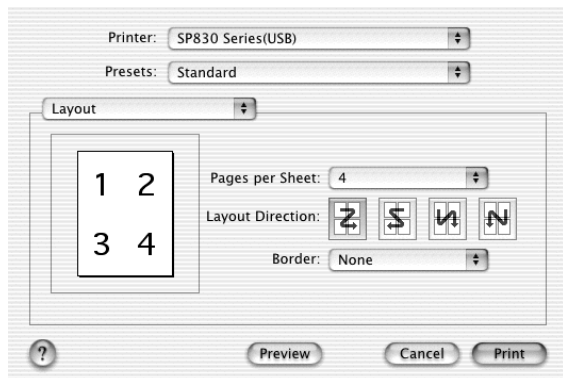 Printer: SP830 Series(USB)
Presets: Standard
Layout
1 2
3 4
Pages per Sheet: 4
Layout Direction:
Border: None
? Preview Cancel Print